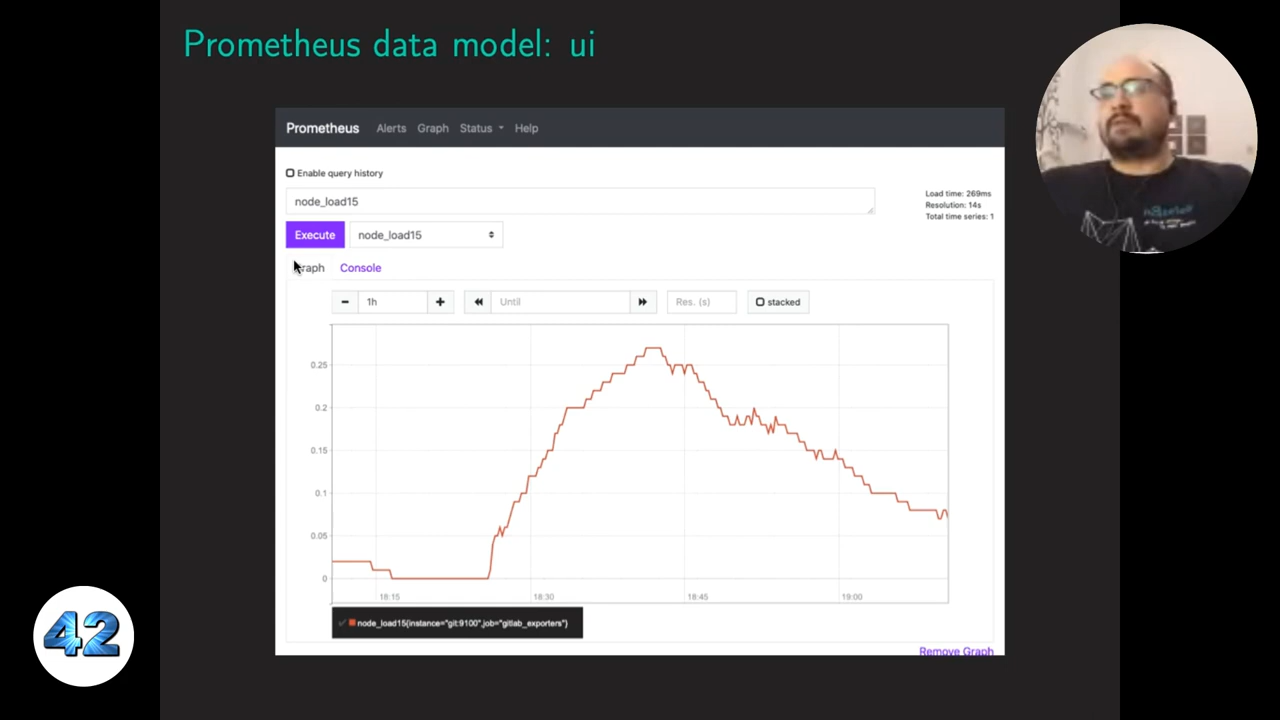 Prometheus data model: ui
Prometheus Alerts Graph Status Help
Enable query history
node_load15
Load time: 269ms
Resolution: 14s
Total time series: 1
Execute node_load15
raph Console
1h Until Res. (s) stacked
0.25
0.2
0.15
0.1
0.05
0
18:15 18:30 18:45 19:00
node_load15{instance="git:9100",job="gitlab_exporters"}
Remove Graph
42